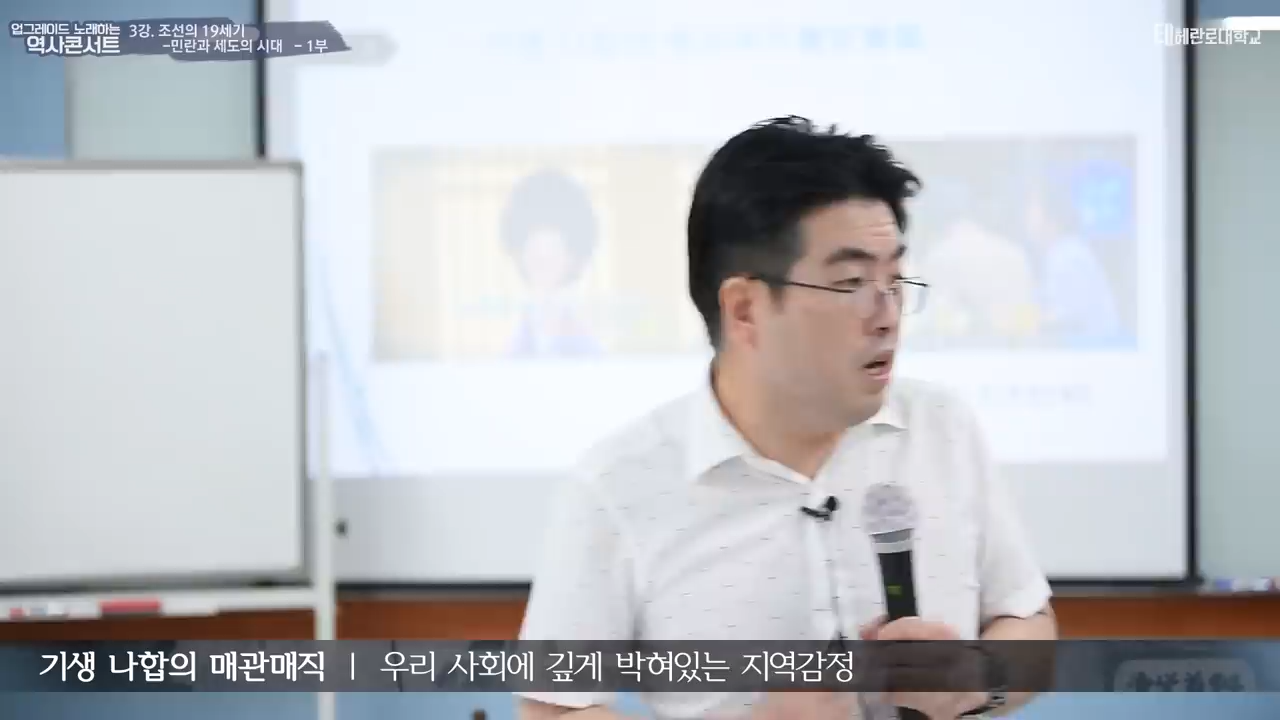 업그레이드 노래하는
역사콘서트
3강. 조선의 19세기
-민란과 세도의 시대 - 1부
테헤란로대학교
기생 나합의 매관매직 | 우리 사회에 깊게 박혀있는 지역감정